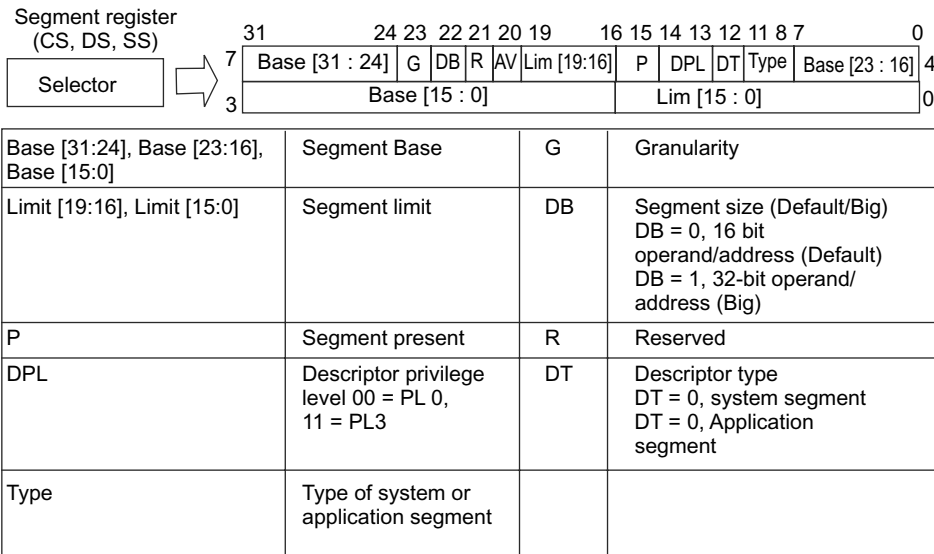 Segment register
(CS, DS, SS)
Selector
31 24 23 22 21 20 19 16 15 14 13 12 11 8 7 0
7 Base [31 : 24] G DB R AV Lim [19:16] P DPL DT Type Base [23 : 16] 4
3 Base [15 : 0] Lim [15 : 0] 0
Base [31:24], Base [23:16], Segment Base G Granularity
Base [15:0]
Limit [19:16], Limit [15:0] Segment limit DB Segment size (Default/Big)
DB = 0, 16 bit
operand/address (Default)
DB = 1, 32-bit operand/
address (Big)
P Segment present R Reserved
DPL Descriptor privilege DT Descriptor type
level 00 = PL 0, DT = 0, system segment
11 = PL3 DT = 0, Application
segment
Type Type of system or
application segment